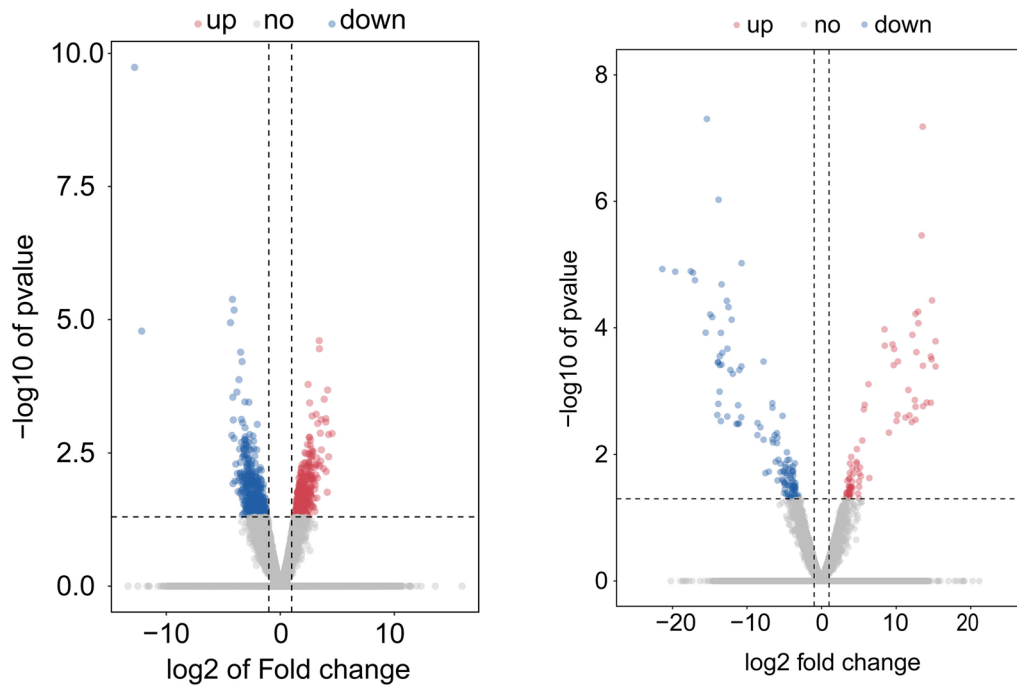 up no down
10.0
7.5
5.0
2.5
0.0
−log10 of pvalue
−10 0 10
log2 of Fold change
up no down
8
6
4
2
0
−log10 of pvalue
−20 −10 0 10 20
log2 fold change